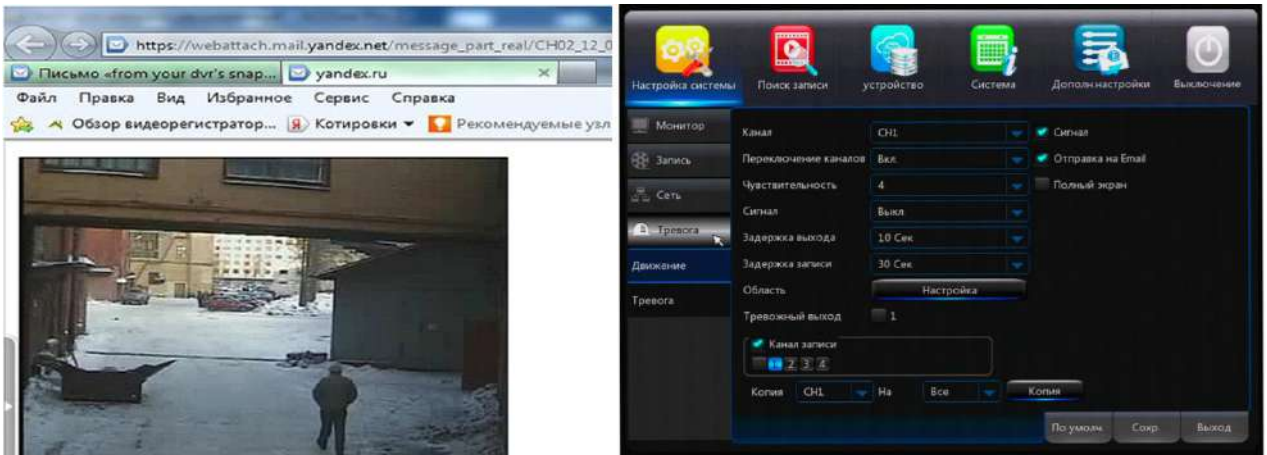 https://webattach.mail.yandex.net/message_part_real/CH02_12_0
Письмо «from your dvr's snap...
yandex.ru
Файл Правка Вид Избранное Сервис Справка
Обзор видеорегистратор...
Котировки
Рекомендуемые узл
Настройка системы
Поиск записи
устройство
Система
Дополн.настройки
Выключение
Монитор
Запись
Сеть
Тревога
Движение
Тревога
Канал CH1
Сигнал
Переключение каналов Вкл.
Отправка на Email
Чувствительность 4
Полный экран
Сигнал Выкл
Задержка выхода 10 Сек
Задержка записи 30 Сек
Область Настройка
Тревожный выход 1
Канал записи
1 2 3 4
Копия CH1 На Все Копия
По умолч. Сохр. Выход